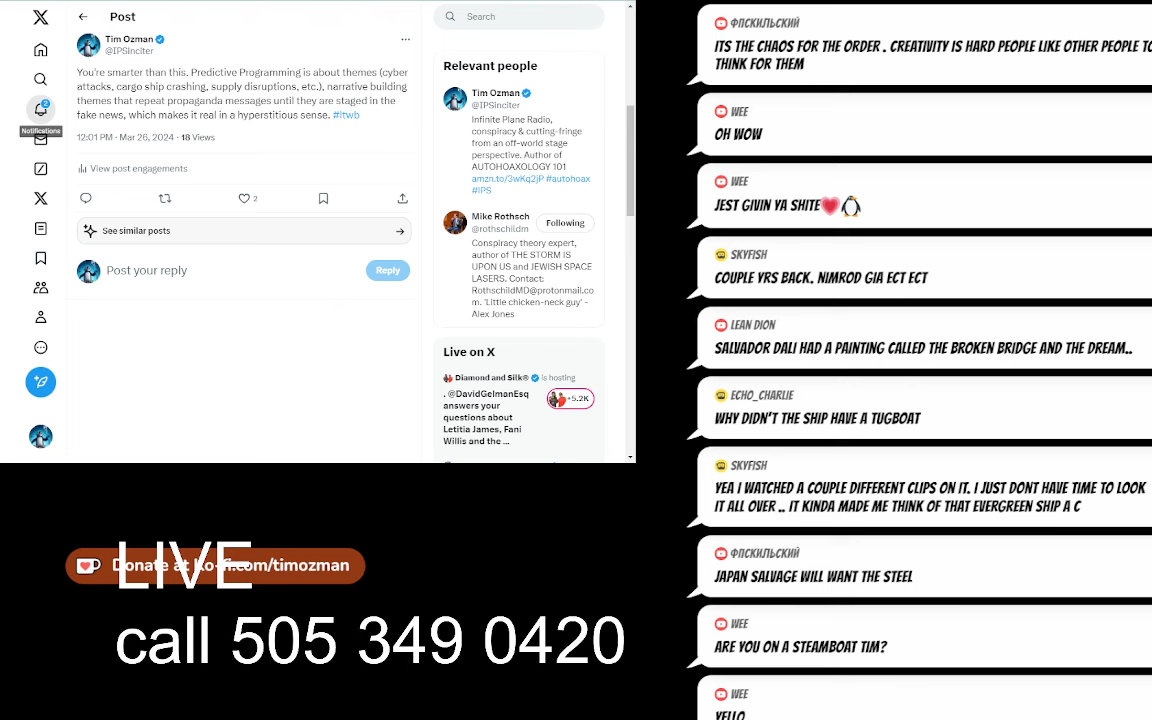 Post
Tim Ozman
@IPSinciter
You're smarter than this. Predictive Programming is about themes (cyber
attacks, cargo ship crashing, supply disruptions, etc.), narrative building
themes that repeat propaganda messages until they are staged in the
fake news, which makes it real in a hyperstitious sense. #ltwb
12:01 PM · Mar 26, 2024 · 18 Views
View post engagements
2
See similar posts
Post your reply
Reply
2
Notifications
Search
Relevant people
Tim Ozman
@IPSinciter
Infinite Plane Radio,
conspiracy & cutting-fringe
from an off-world stage
perspective. Author of
AUTOHOAXOLOGY 101
amzn.to/3wKq2jP #autohoax
#IPS
Mike Rothsch
@rothschildm
Following
Conspiracy theory expert,
author of THE STORM IS
UPON US and JEWISH SPACE
LASERS. Contact:
RothschildMD@protonmail.co
m. 'Little chicken-neck guy' -
Alex Jones
Live on X
Diamond and Silk® is hosting
. @DavidGelmanEsq
answers your
questions about
Letitia James, Fani
Willis and the ...
+5.2K
Donate at ko-fi.com/timozman
LIVE
call 505 349 0420
ФПСКИЛЬСКИЙ
ITS THE CHAOS FOR THE ORDER . CREATIVITY IS HARD PEOPLE LIKE OTHER PEOPLE TO
THINK FOR THEM
WEE
OH WOW
WEE
JEST GIVIN YA SHITE💗🐧
SKYFISH
COUPLE YRS BACK. NIMROD GIA ECT ECT
LEAN DION
SALVADOR DALI HAD A PAINTING CALLED THE BROKEN BRIDGE AND THE DREAM..
ECHO_CHARLIE
WHY DIDN'T THE SHIP HAVE A TUGBOAT
SKYFISH
YEA I WATCHED A COUPLE DIFFERENT CLIPS ON IT. I JUST DONT HAVE TIME TO LOOK
IT ALL OVER .. IT KINDA MADE ME THINK OF THAT EVERGREEN SHIP A C
ФПСКИЛЬСКИЙ
JAPAN SALVAGE WILL WANT THE STEEL
WEE
ARE YOU ON A STEAMBOAT TIM?
WEE
YELLO